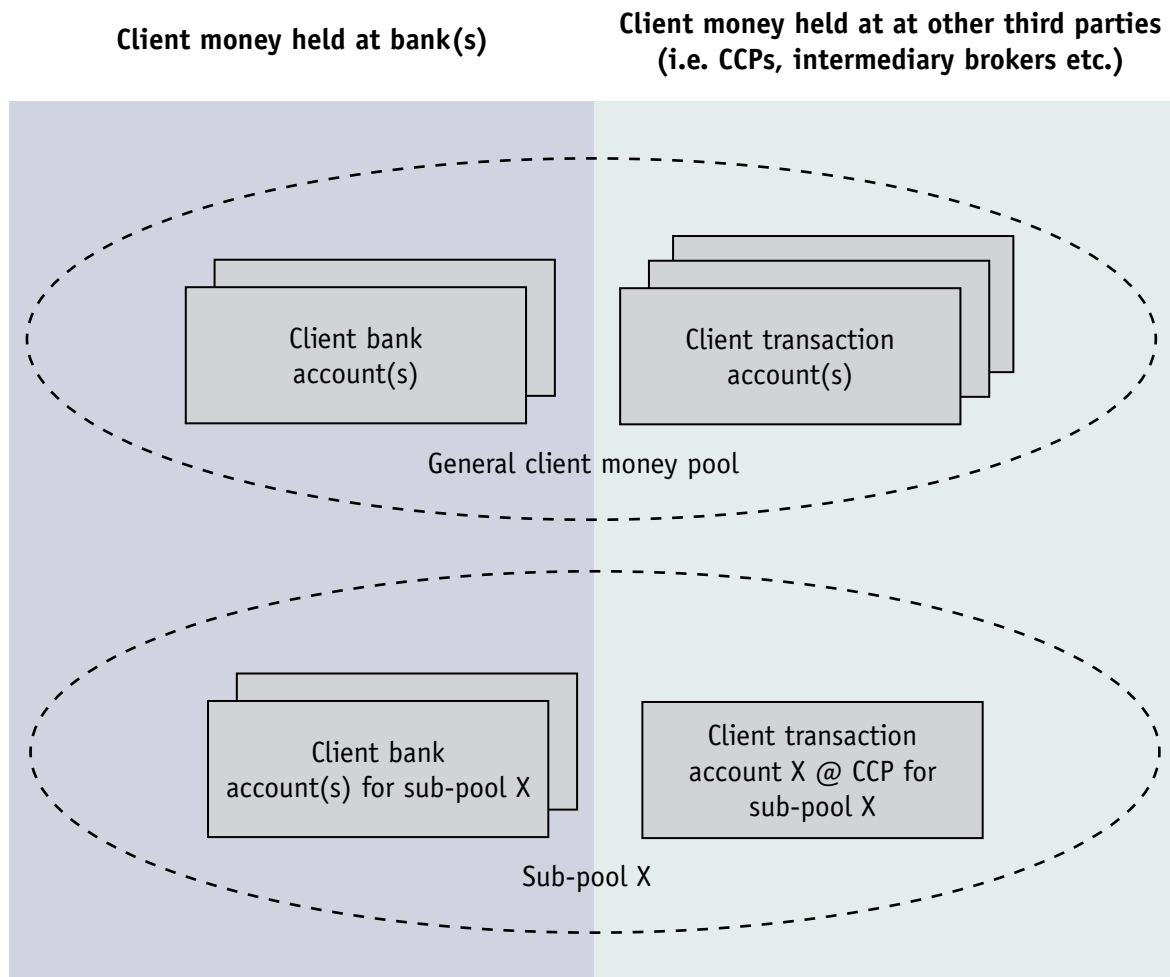 Client money held at bank(s)
Client money held at at other third parties
(i.e. CCPs, intermediary brokers etc.)
Client bank
account(s)
Client transaction
account(s)
General client money pool
Client bank
account(s) for sub-pool X
Client transaction
account X @ CCP for
sub-pool X
Sub-pool X